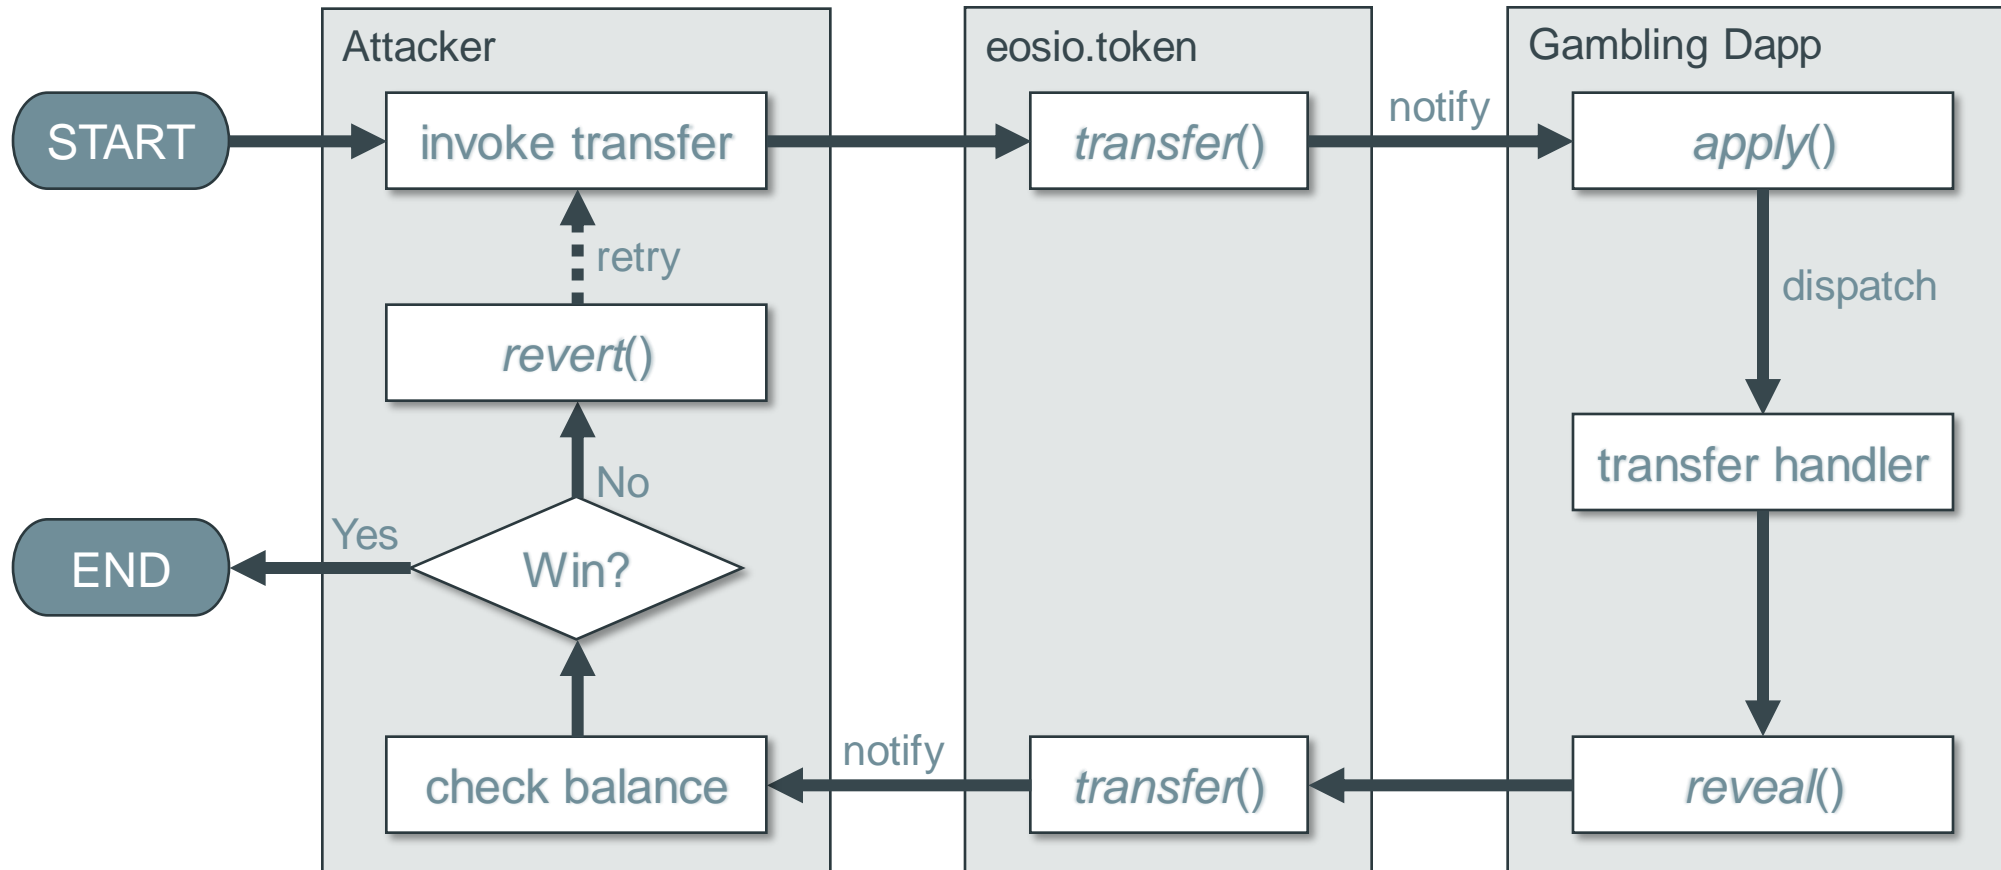 Attacker
eosio.token
Gambling Dapp
START
invoke transfer
transfer()
notify
apply()
retry
dispatch
revert()
transfer handler
No
Yes
END
Win?
notify
check balance
transfer()
reveal()